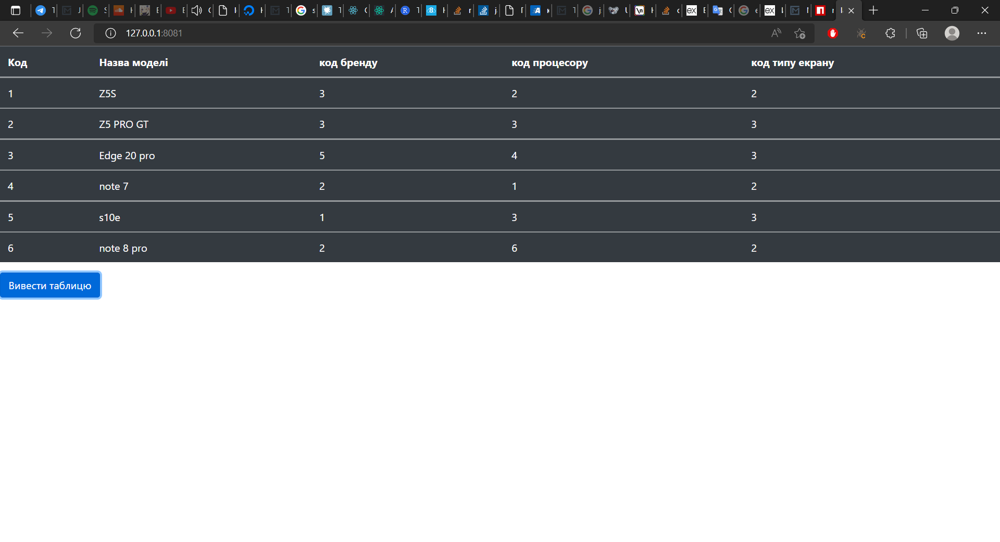 127.0.0.1:8081
Код Назва моделі код бренду код процесору код типу екрану
1 Z5S 3 2 2
2 Z5 PRO GT 3 3 3
3 Edge 20 pro 5 4 3
4 note 7 2 1 2
5 s10e 1 3 3
6 note 8 pro 2 6 2
Вивести таблицю